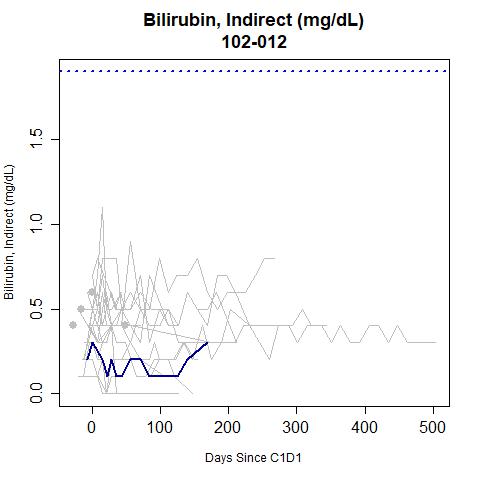 Bilirubin, Indirect (mg/dL)
102-012
Bilirubin, Indirect (mg/dL)
1.5
1.0
0.5
0.0
0 100 200 300 400 500
Days Since C1D1